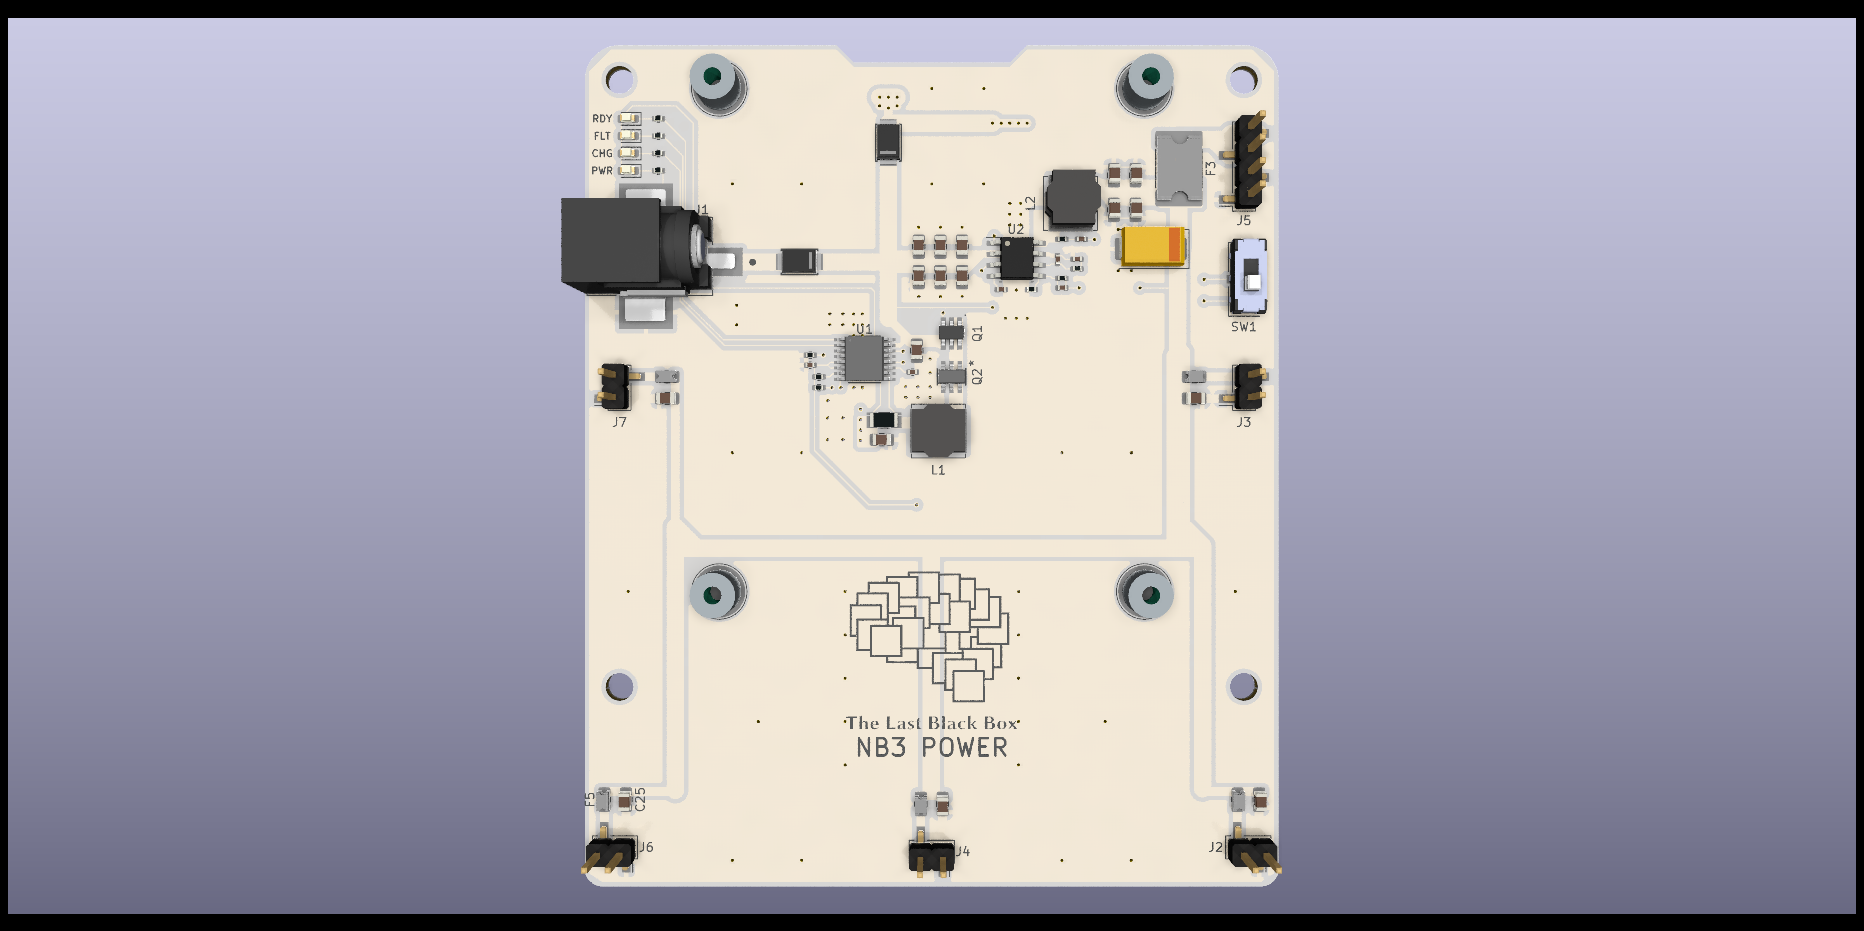 RDY
FLT
CHG
PWR
J1
L2
F3
J5
U2
SW1
U1
Q1
Q2*
J7
J3
L1
The Last Black Box
NB3 POWER
F5
C25
J6
J4
J2